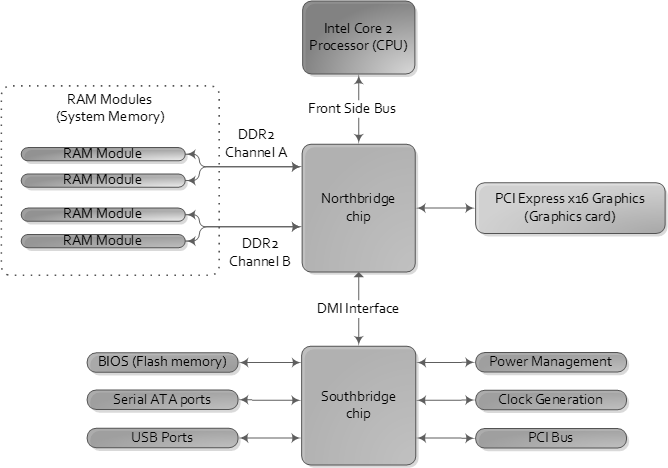 Intel Core 2
Processor (CPU)
Front Side Bus
RAM Modules
(System Memory)
RAM Module
RAM Module
RAM Module
RAM Module
DDR2
Channel A
DDR2
Channel B
Northbridge
chip
PCI Express x16 Graphics
(Graphics card)
DMI Interface
Southbridge
chip
BIOS (Flash memory)
Serial ATA ports
USB Ports
Power Management
Clock Generation
PCI Bus